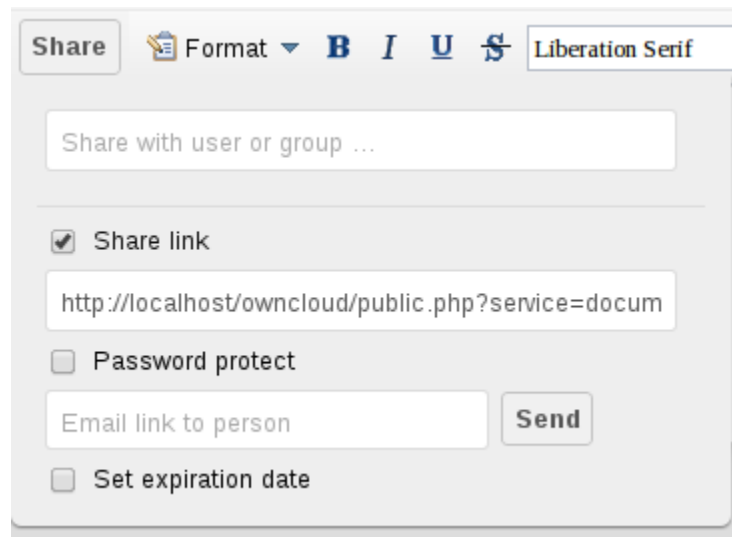 Share Format B I U S Liberation Serif
Share with user or group ...
Share link
http://localhost/owncloud/public.php?service=docum
Password protect
Email link to person Send
Set expiration date